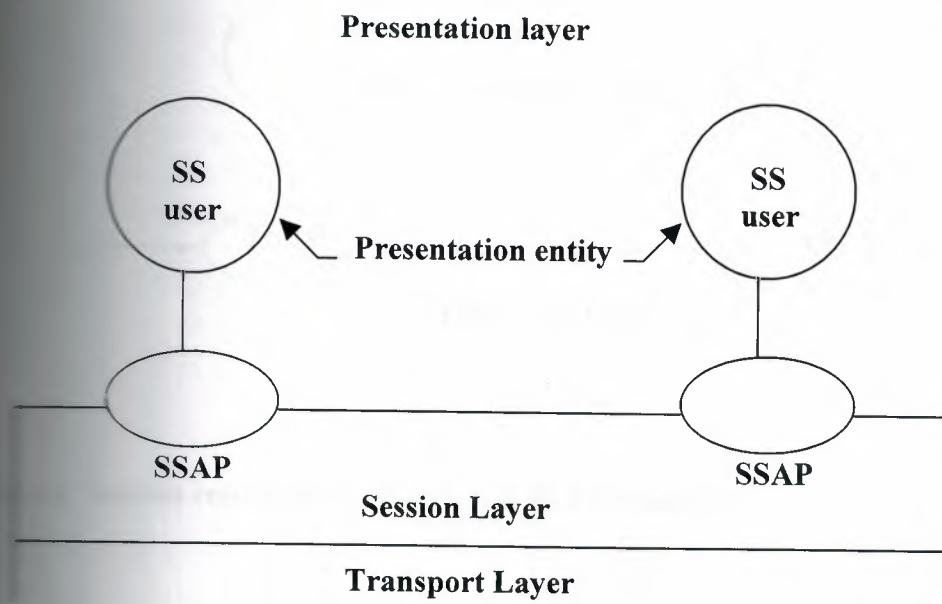 Presentation layer
SS
user
SS
user
Presentation entity
SSAP
SSAP
Session Layer
Transport Layer